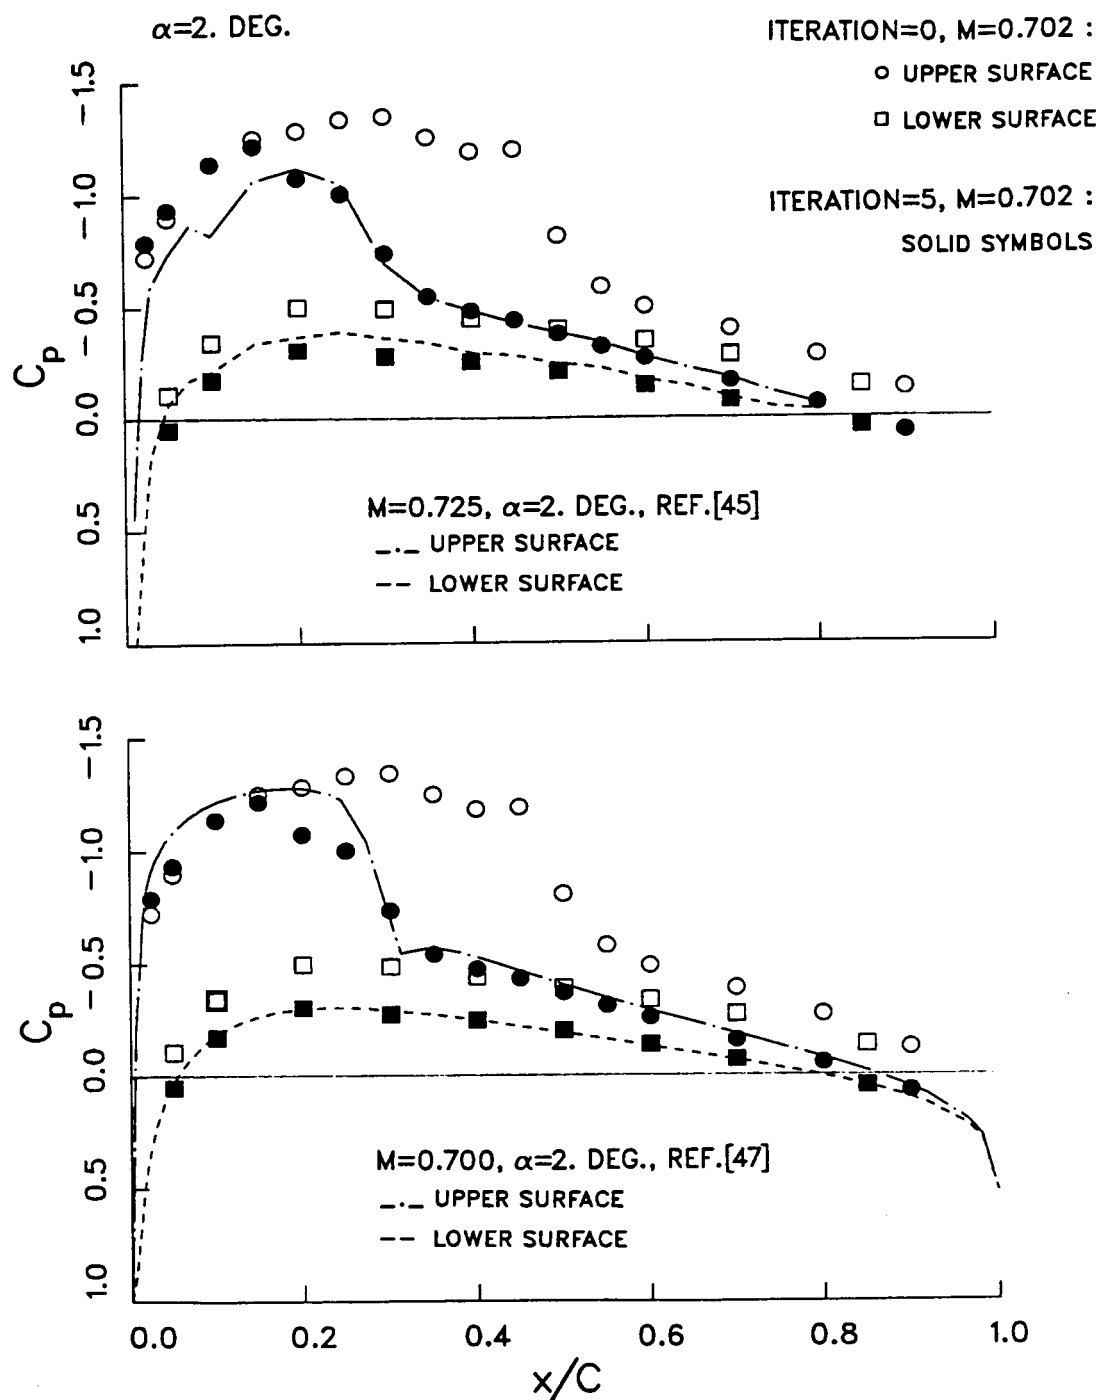 α=2. DEG.
ITERATION=0, M=0.702 :
UPPER SURFACE
LOWER SURFACE
ITERATION=5, M=0.702 :
SOLID SYMBOLS
−1.5
−1.0
−0.5
0.0
0.5
1.0
Cp
M=0.725, α=2. DEG., REF.[45]
UPPER SURFACE
LOWER SURFACE
−1.5
−1.0
−0.5
0.0
0.5
1.0
Cp
M=0.700, α=2. DEG., REF.[47]
UPPER SURFACE
LOWER SURFACE
0.0 0.2 0.4 0.6 0.8 1.0
x/C